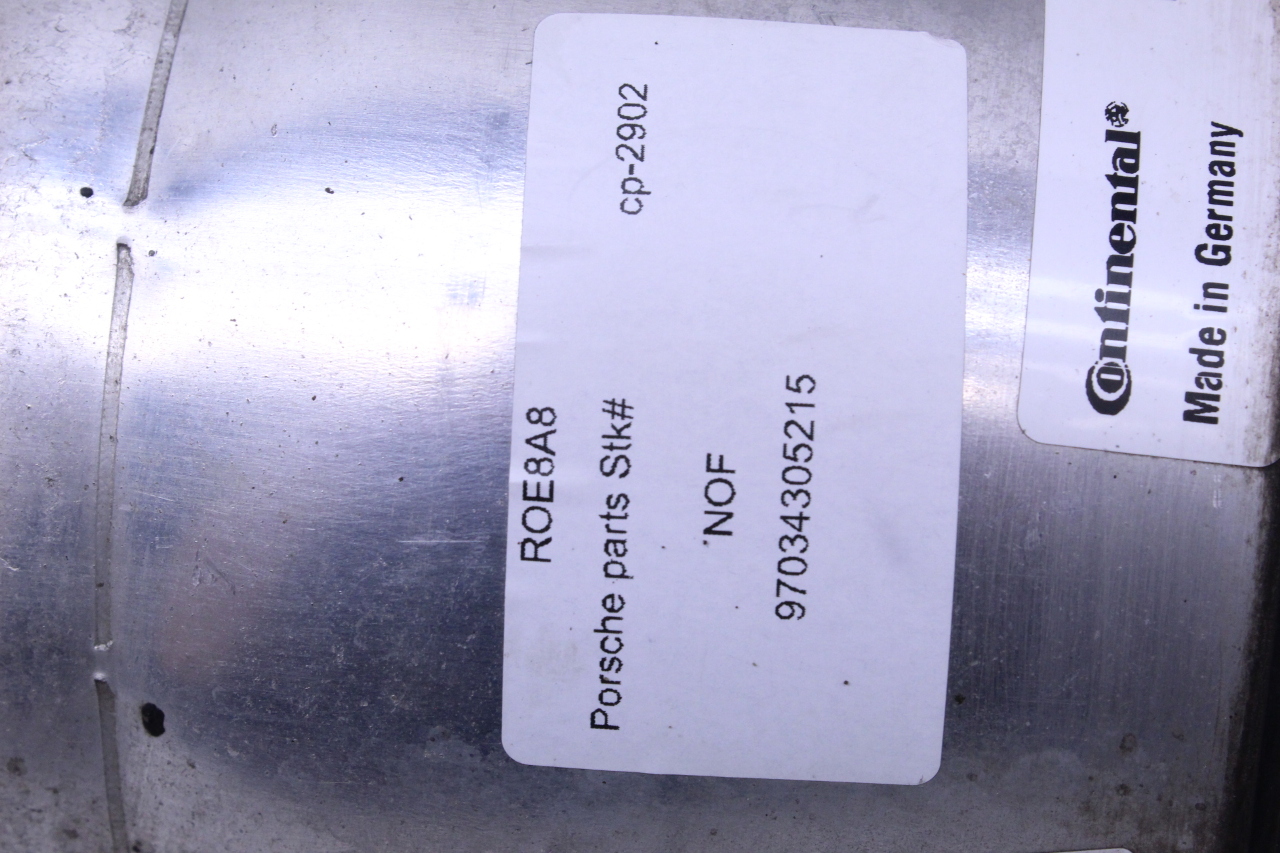 ROE8A8
Porsche parts Stk# cp-2902
NOF
97034305215
Continental®
Made in Germany